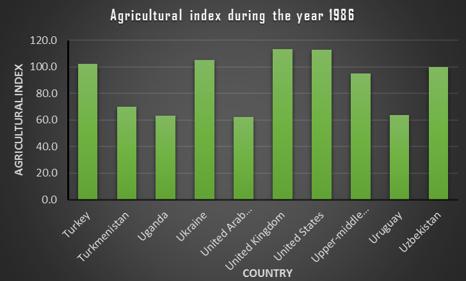 Agricultural index during the year 1986
AGRICULTURAL INDEX
120.0
100.0
80.0
60.0
40.0
20.0
0.0
Turkey
Turkmenistan
Uganda
Ukraine
United Arab...
United Kingdom
United States
Upper-middle...
Uruguay
Uzbekistan
COUNTRY